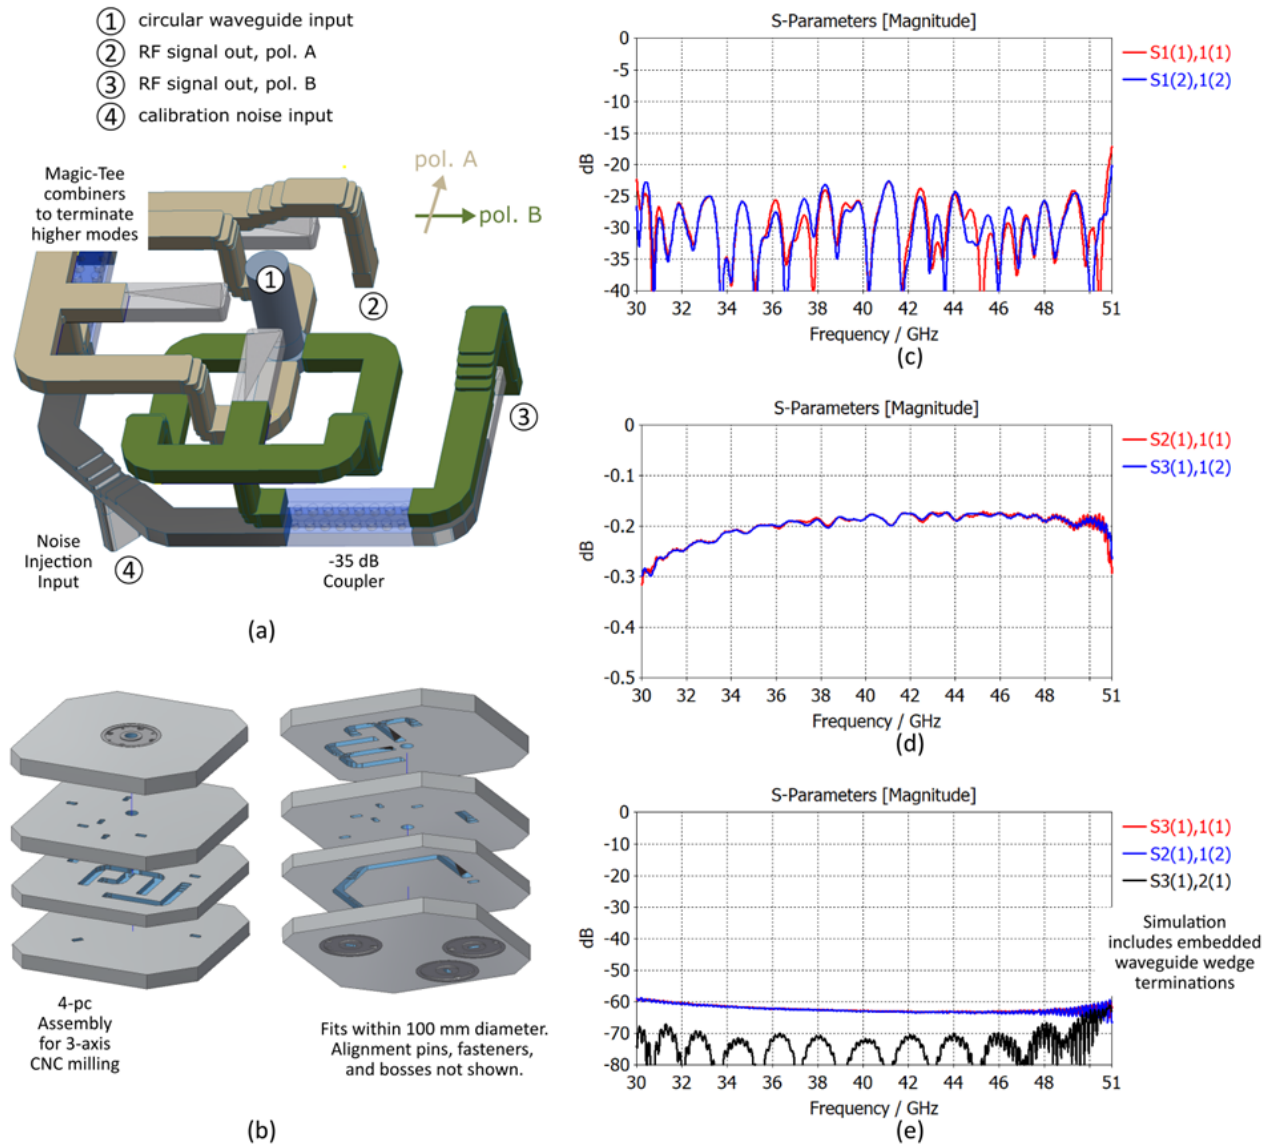 ① circular waveguide input
② RF signal out, pol. A
③ RF signal out, pol. B
④ calibration noise input
Magic-Tee
combiners
to terminate
higher modes
pol. A
pol. B
①
②
③
Noise
Injection
Input
④
-35 dB
Coupler
(a)
4-pc
Assembly
for 3-axis
CNC milling
Fits within 100 mm diameter.
Alignment pins, fasteners,
and bosses not shown.
(b)
S-Parameters [Magnitude]
0
-5
-10
-15
-20
-25
-30
-35
-40
dB
30 32 34 36 38 40 42 44 46 48 51
Frequency / GHz
S1(1),1(1)
S1(2),1(2)
(c)
S-Parameters [Magnitude]
0
-0.1
-0.2
-0.3
-0.4
-0.5
dB
30 32 34 36 38 40 42 44 46 48 51
Frequency / GHz
S2(1),1(1)
S3(1),1(2)
(d)
S-Parameters [Magnitude]
0
-10
-20
-30
-40
-50
-60
-70
-80
dB
30 32 34 36 38 40 42 44 46 48 51
Frequency / GHz
S3(1),1(1)
S2(1),1(2)
S3(1),2(1)
Simulation
includes embedded
waveguide wedge
terminations
(e)